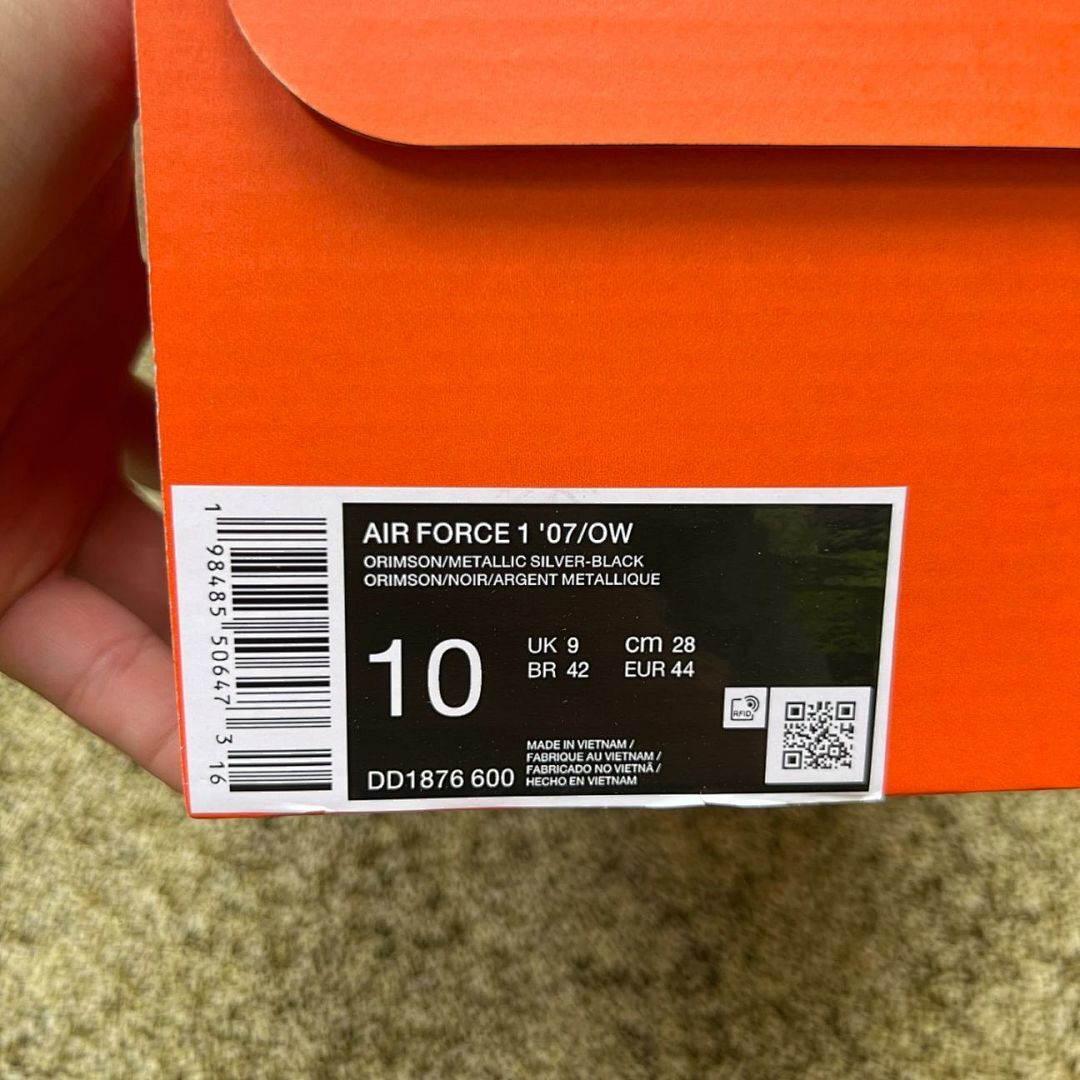 AIR FORCE 1 '07/OW
ORIMSON/METALLIC SILVER-BLACK
ORIMSON/NOIR/ARGENT METALLIQUE
10
UK 9 cm 28
BR 42 EUR 44
RFID
MADE IN VIETNAM /
FABRIQUE AU VIETNAM /
FABRICADO NO VIETNÃ /
HECHO EN VIETNAM
DD1876 600
1 98485 50647 3 16